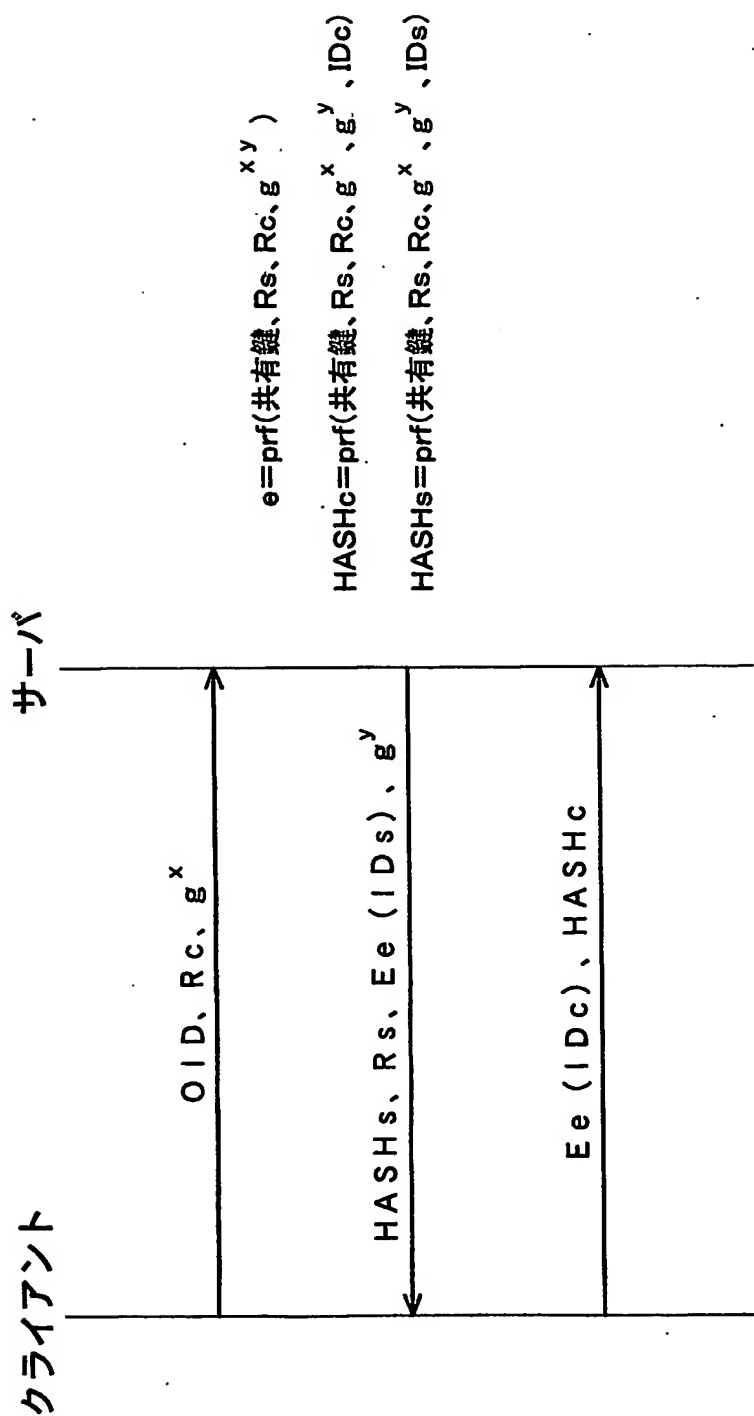 クライアント
サーバ
OID、Rc、g^x
HASHs、Rs、Ee(IDs)、g^y
Ee(IDc)、HASHc
e=prf(共有鍵、Rs、Rc、g^xy)
HASHc=prf(共有鍵、Rs、Rc、g^x、g^y、IDc)
HASHs=prf(共有鍵、Rs、Rc、g^x、g^y、IDs)